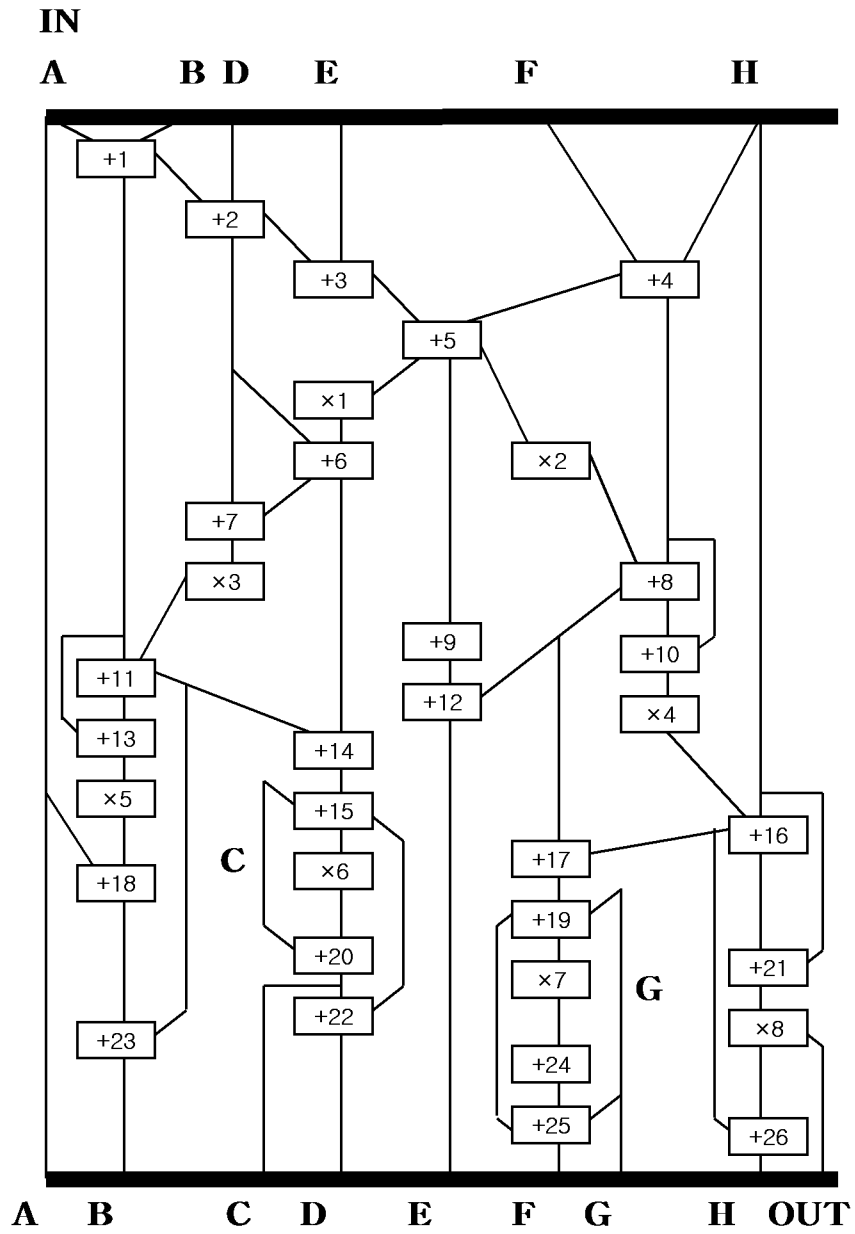 IN
A B D E F H
+1
+2
+3 +4
+5
×1
+6 ×2
+7
×3 +8
+9 +10
+11 +12 ×4
+13 +14
×5 +15
+16
C ×6 +17
+18 +19
+20 +21
×7 G
+22 ×8
+23 +24
+25 +26
A B C D E F G H OUT